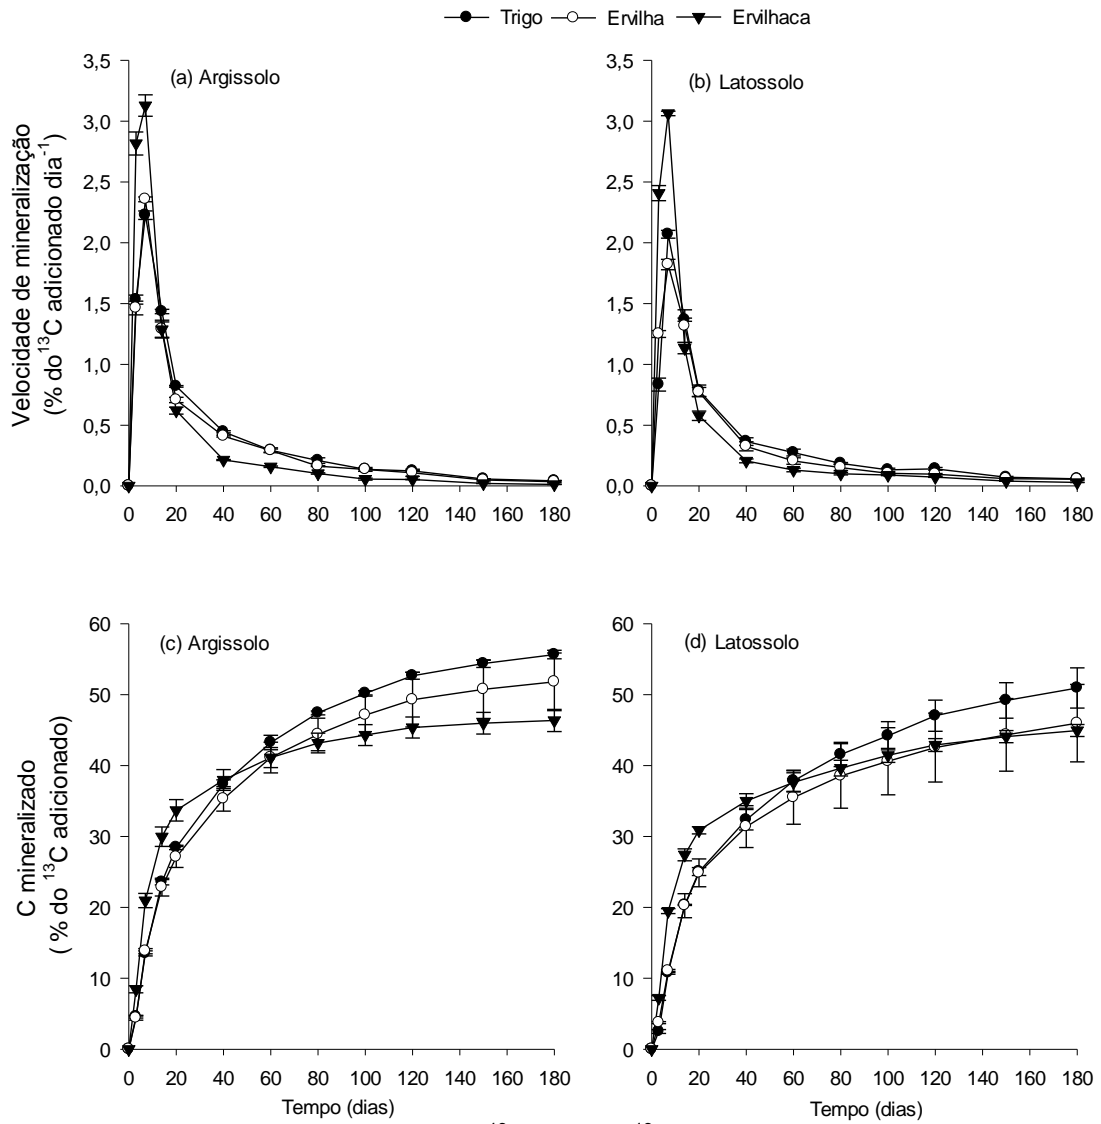 Trigo Ervilha Ervilhaca
(a) Argissolo
Velocidade de mineralização
(% do ¹³C adicionado dia⁻¹)
3,5
3,0
2,5
2,0
1,5
1,0
0,5
0,0
0 20 40 60 80 100 120 140 160 180
(b) Latossolo
3,5
3,0
2,5
2,0
1,5
1,0
0,5
0,0
0 20 40 60 80 100 120 140 160 180
(c) Argissolo
C mineralizado
( % do ¹³C adicionado)
60
50
40
30
20
10
0
0 20 40 60 80 100 120 140 160 180
Tempo (dias)
(d) Latossolo
60
50
40
30
20
10
0
0 20 40 60 80 100 120 140 160 180
Tempo (dias)